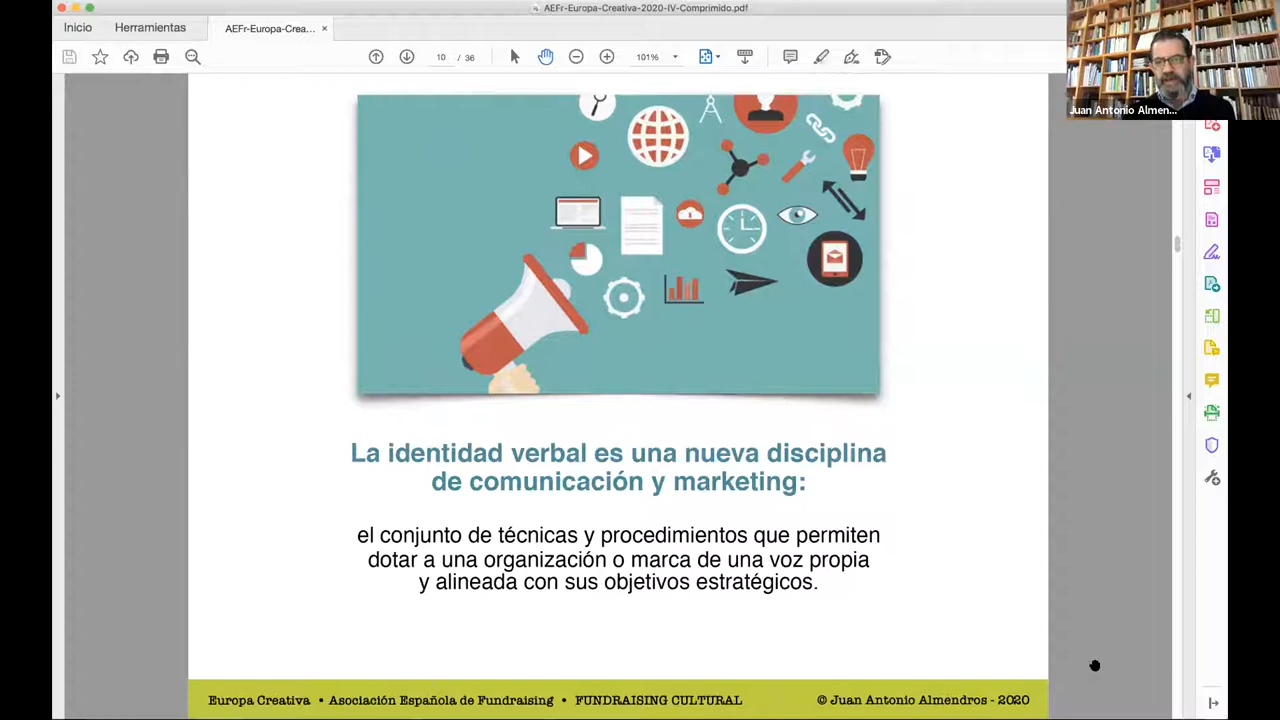 AEFr-Europa-Creativa-2020-IV-Comprimido.pdf
Inicio
Herramientas
AEFr-Europa-Crea... ×
10 / 36
101%
Juan Antonio Almen...
La identidad verbal es una nueva disciplina
de comunicación y marketing:
el conjunto de técnicas y procedimientos que permiten
dotar a una organización o marca de una voz propia
y alineada con sus objetivos estratégicos.
Europa Creativa • Asociación Española de Fundraising • FUNDRAISING CULTURAL
© Juan Antonio Almendros - 2020